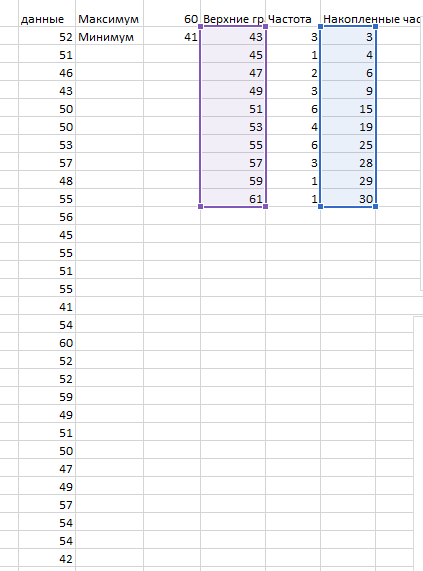 данные Максимум 60 Верхние гр Частота Накопленные час
52 Минимум 41 43 3 3
51 45 1 4
46 47 2 6
43 49 3 9
50 51 6 15
50 53 4 19
53 55 6 25
57 57 3 28
48 59 1 29
55 61 1 30
56
45
55
51
55
41
54
60
52
52
59
49
51
50
47
49
57
54
54
42